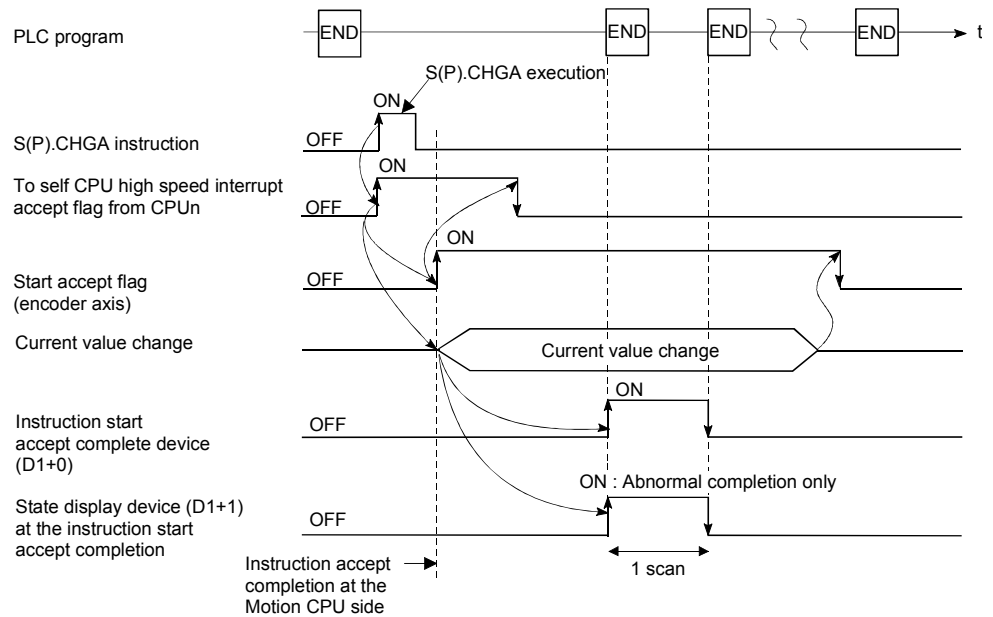 PLC program
END
END
END
END
t
S(P).CHGA execution
ON
S(P).CHGA instruction
OFF
ON
To self CPU high speed interrupt
accept flag from CPUn
OFF
ON
Start accept flag
(encoder axis)
OFF
Current value change
Current value change
ON
Instruction start
accept complete device
(D1+0)
OFF
ON : Abnormal completion only
State display device (D1+1)
at the instruction start
accept completion
OFF
Instruction accept
completion at the
Motion CPU side
1 scan